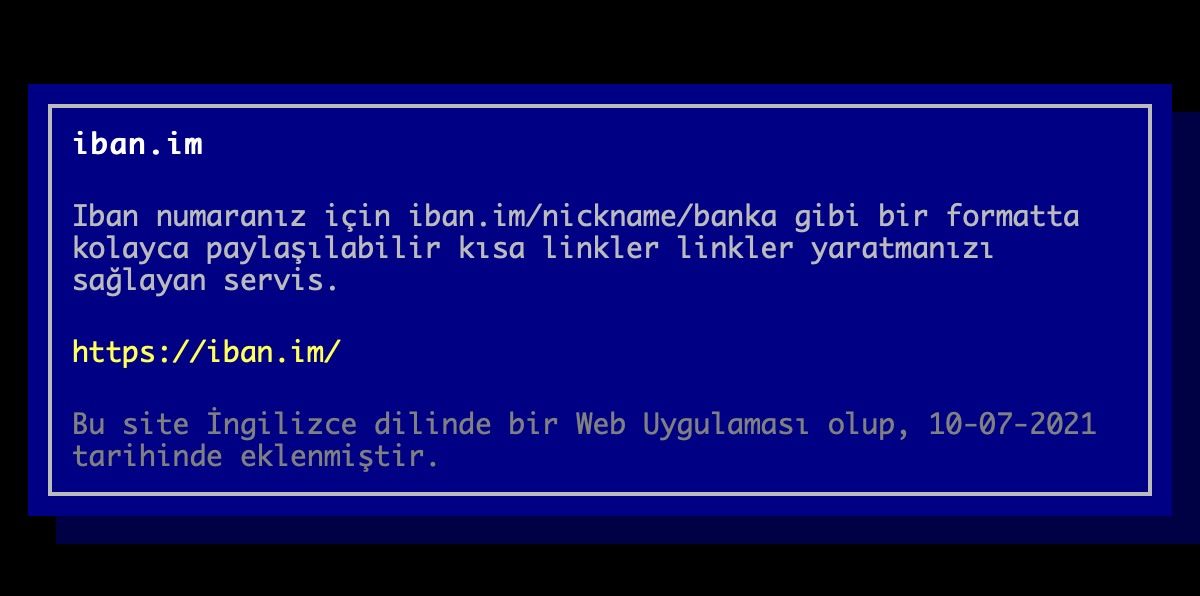 iban.im
Iban numaranız için iban.im/nickname/banka gibi bir formatta
kolayca paylaşılabilir kısa linkler linkler yaratmanızı
sağlayan servis.
https://iban.im/
Bu site İngilizce dilinde bir Web Uygulaması olup, 10-07-2021
tarihinde eklenmiştir.